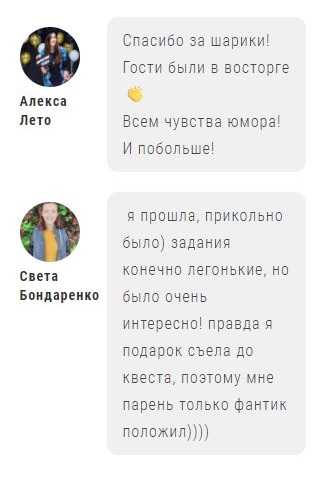 Спасибо за шарики!
Гости были в восторге
👏
Всем чувства юмора!
И побольше!
Алекса
Лето
я прошла, прикольно
было) задания
конечно легонькие, но
было очень
интересно! правда я
подарок съела до
квеста, поэтому мне
парень только фантик
положил))))
Света
Бондаренко